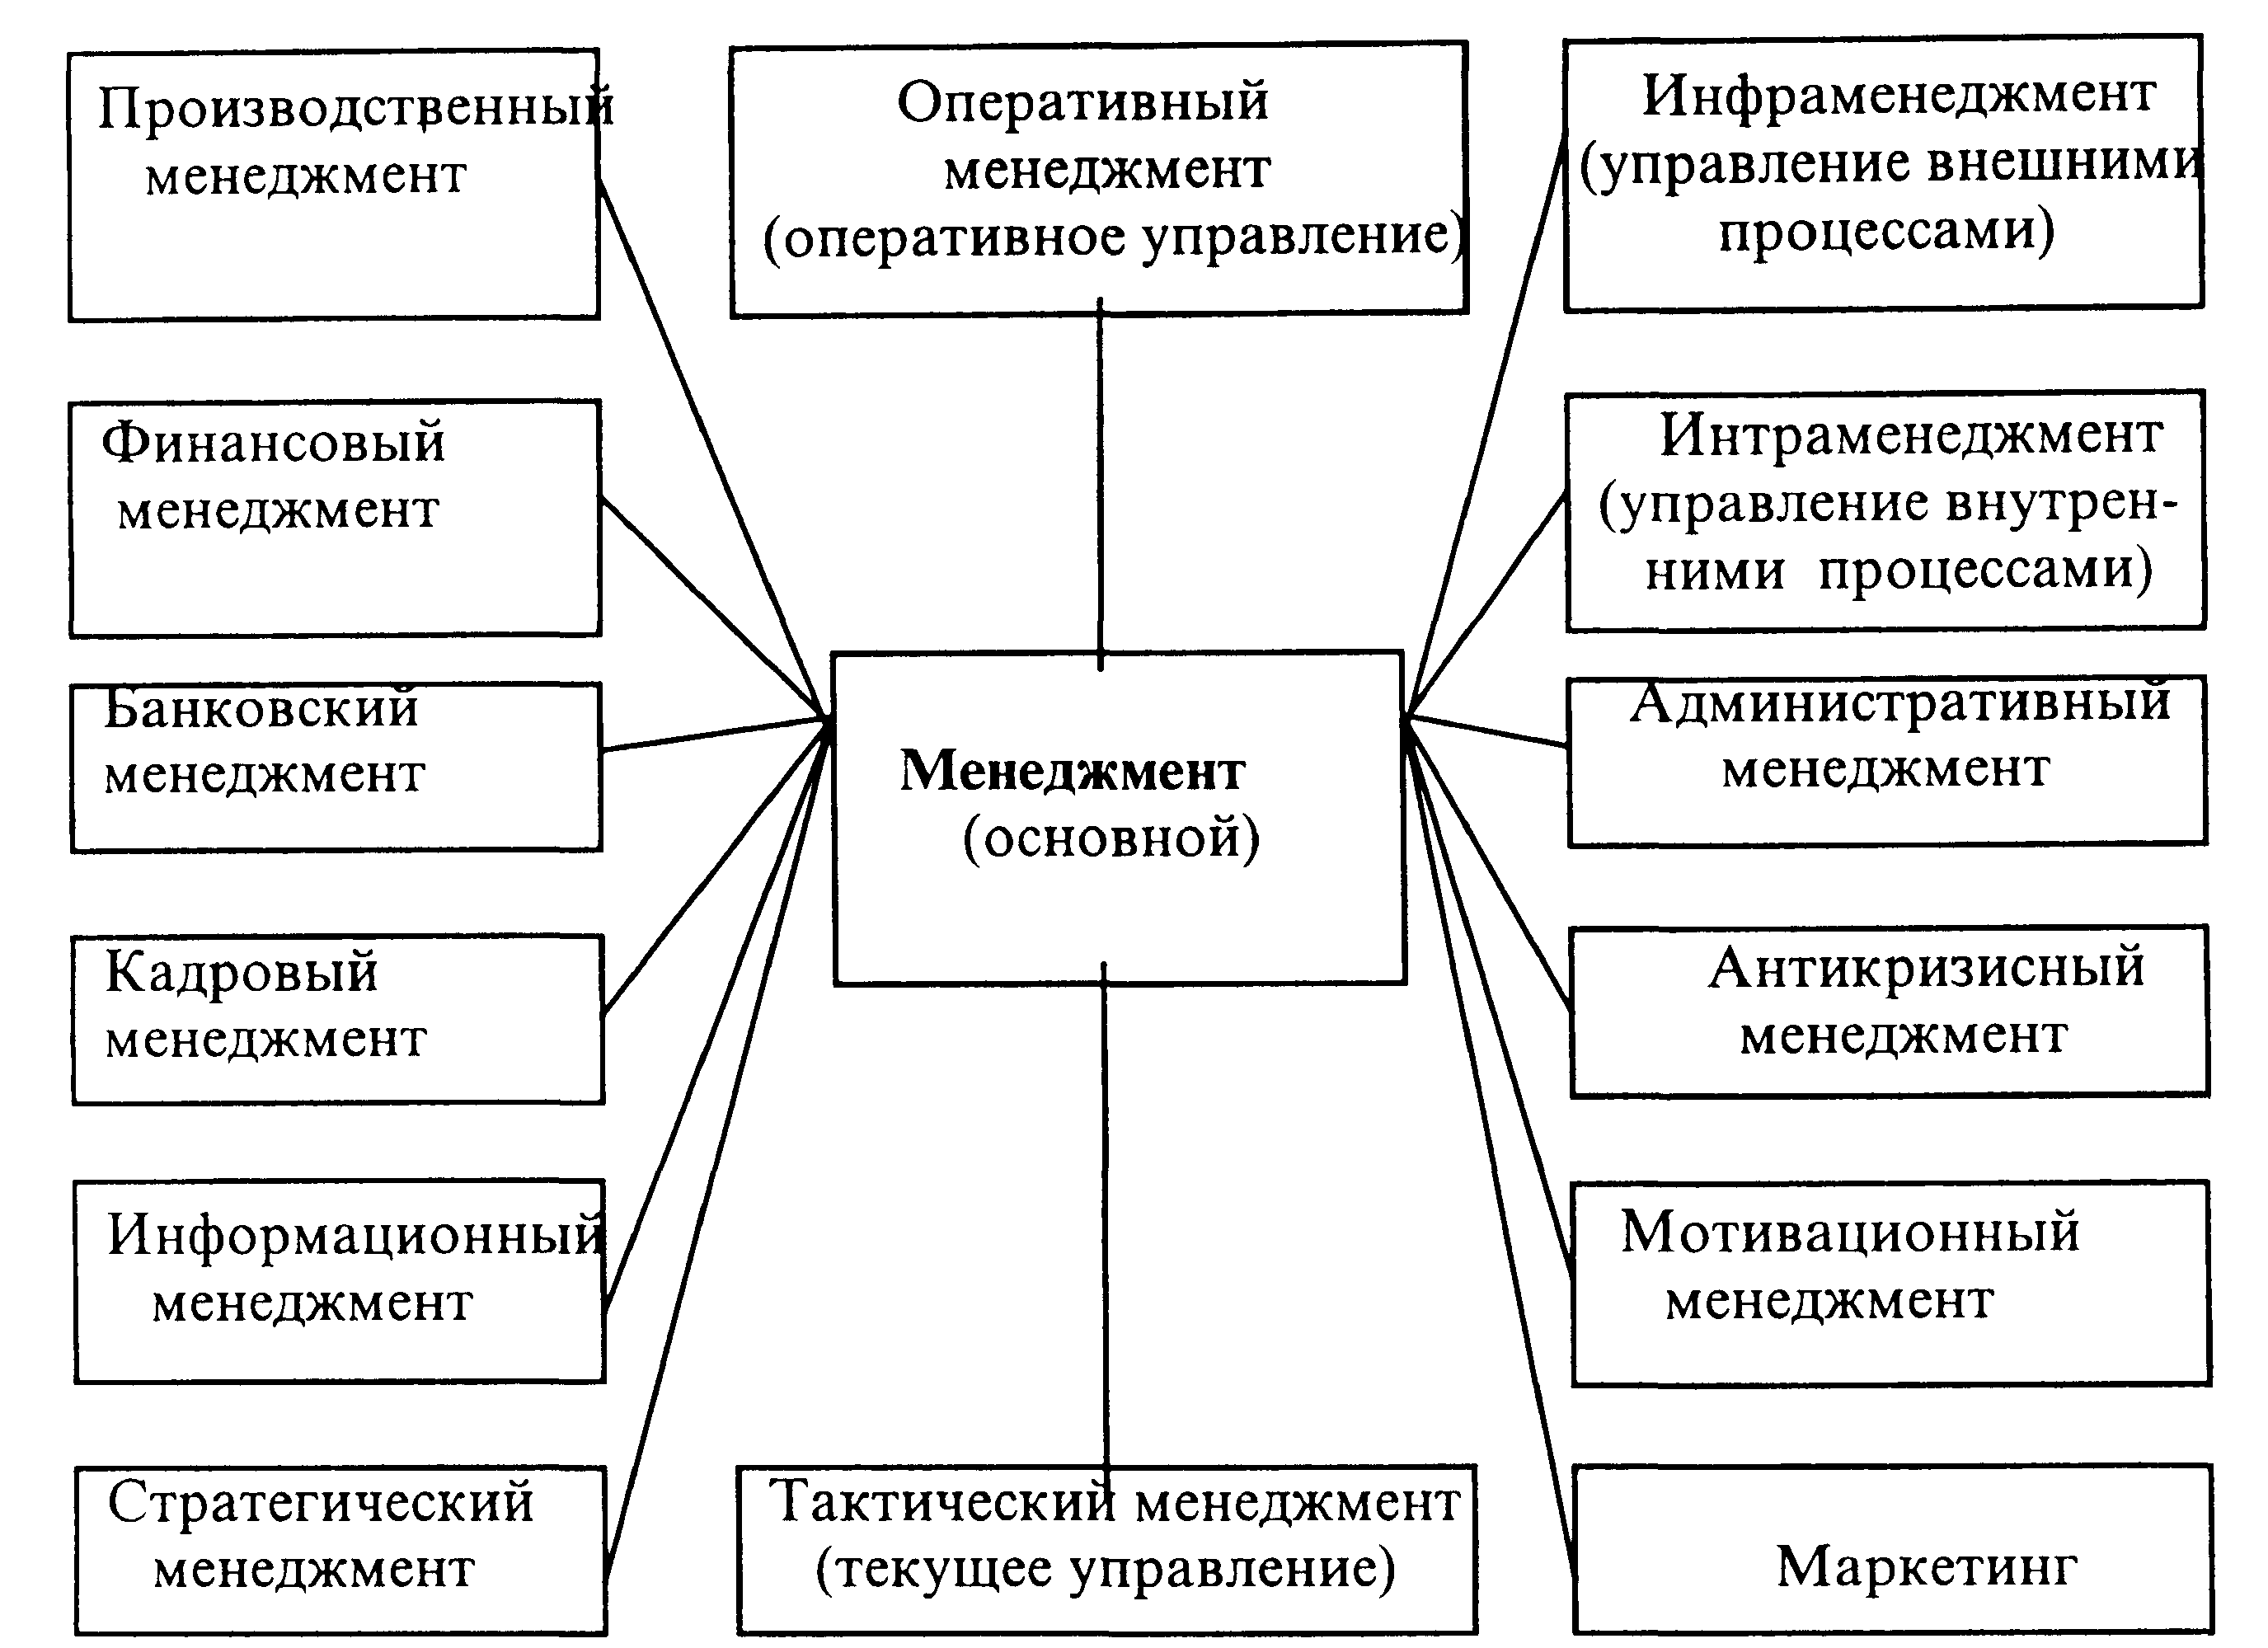 Производственный
менеджмент
Оперативный
менеджмент
(оперативное управление)
Инфраменеджмент
(управление внешними
процессами)
Финансовый
менеджмент
Интраменеджмент
(управление внутрен-
ними процессами)
Банковский
менеджмент
Менеджмент
(основной)
Административный
менеджмент
Кадровый
менеджмент
Антикризисный
менеджмент
Информационный
менеджмент
Мотивационный
менеджмент
Стратегический
менеджмент
Тактический менеджмент
(текущее управление)
Маркетинг